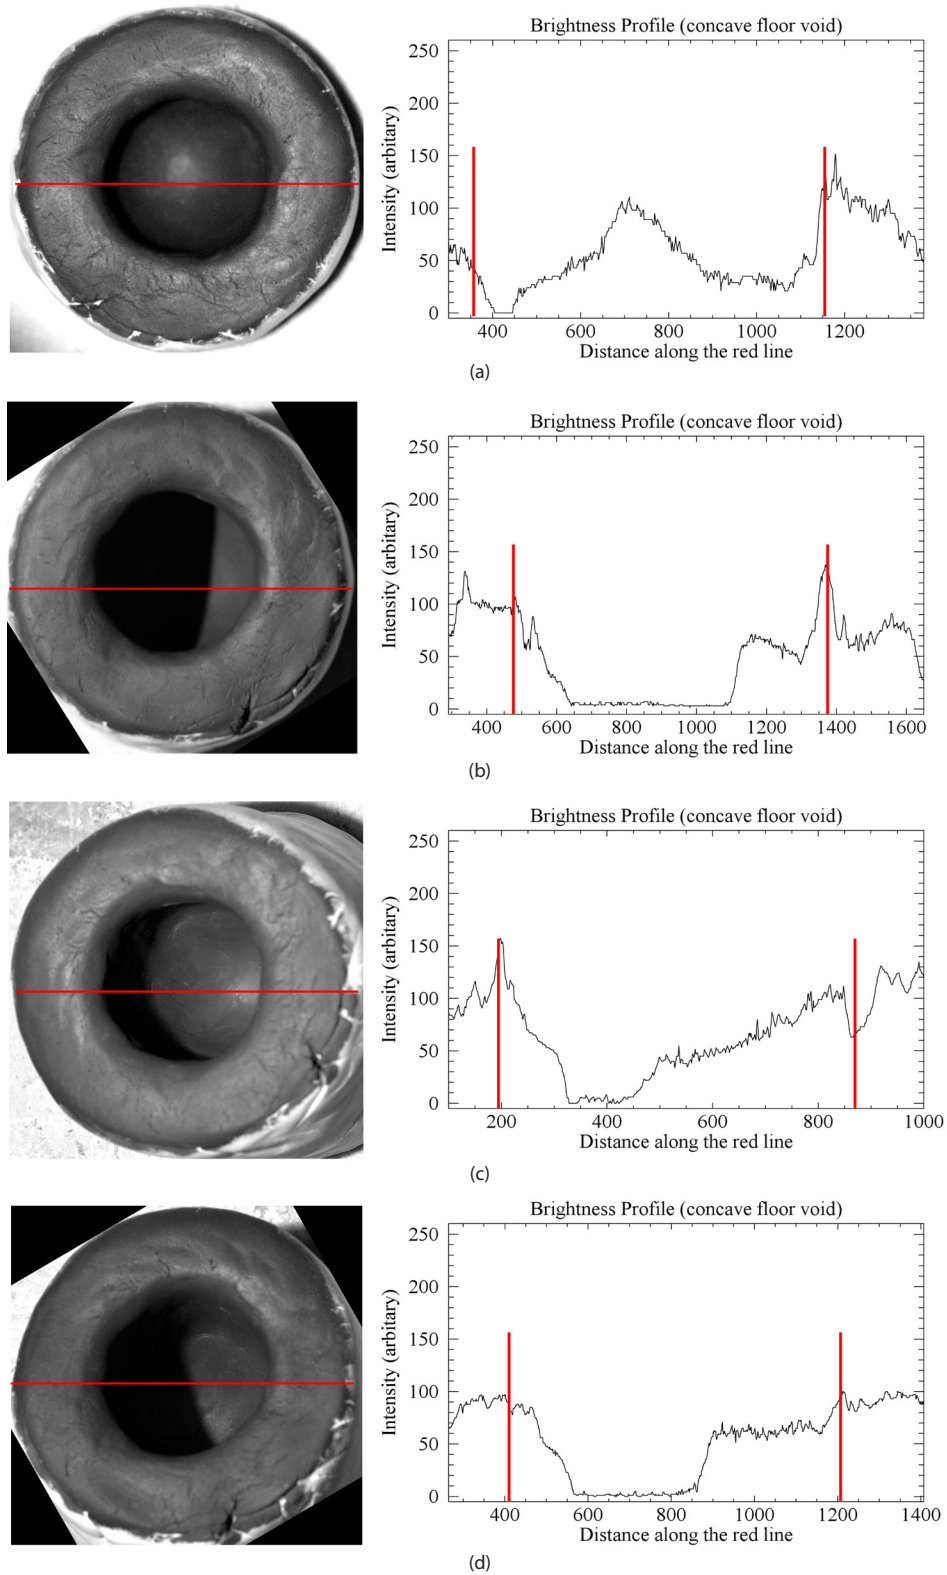 Brightness Profile (concave floor void)
250
200
150
100
50
0
Intensity (arbitary)
400 600 800 1000 1200
Distance along the red line
(a)
Brightness Profile (concave floor void)
250
200
150
100
50
0
Intensity (arbitary)
400 600 800 1000 1200 1400 1600
Distance along the red line
(b)
Brightness Profile (concave floor void)
250
200
150
100
50
0
Intensity (arbitary)
200 400 600 800 1000
Distance along the red line
(c)
Brightness Profile (concave floor void)
250
200
150
100
50
0
Intensity (arbitary)
400 600 800 1000 1200 1400
Distance along the red line
(d)